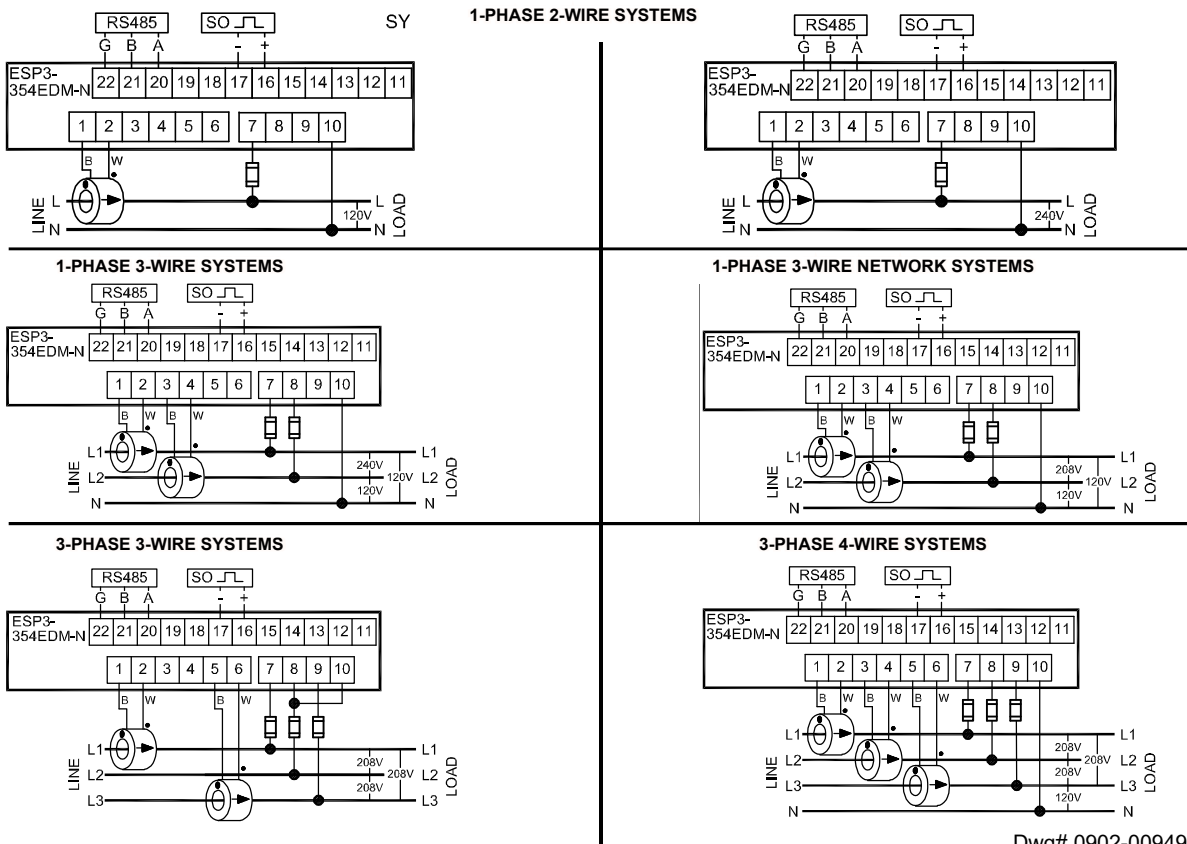 1-PHASE 2-WIRE SYSTEMS
RS485 SO SY
G B A - +
ESP3-
354EDM-N 22 21 20 19 18 17 16 15 14 13 12 11
1 2 3 4 5 6 7 8 9 10
B W
LINE L L LOAD
120V
N N
RS485 SO
G B A - +
ESP3-
354EDM-N 22 21 20 19 18 17 16 15 14 13 12 11
1 2 3 4 5 6 7 8 9 10
B W
LINE L L LOAD
240V
N N
1-PHASE 3-WIRE SYSTEMS
RS485 SO
G B A - +
ESP3-
354EDM-N 22 21 20 19 18 17 16 15 14 13 12 11
1 2 3 4 5 6 7 8 9 10
B W B W
L1 L1
240V
LINE L2 120V L2 LOAD
120V
N N
1-PHASE 3-WIRE NETWORK SYSTEMS
RS485 SO
G B A - +
ESP3-
354EDM-N 22 21 20 19 18 17 16 15 14 13 12 11
1 2 3 4 5 6 7 8 9 10
B W B W
L1 L1
208V
LINE L2 120V L2 LOAD
120V
N N
3-PHASE 3-WIRE SYSTEMS
RS485 SO
G B A - +
ESP3-
354EDM-N 22 21 20 19 18 17 16 15 14 13 12 11
1 2 3 4 5 6 7 8 9 10
B W B W
L1 L1
208V
LINE L2 208V L2 LOAD
208V
L3 L3
3-PHASE 4-WIRE SYSTEMS
RS485 SO
G B A - +
ESP3-
354EDM-N 22 21 20 19 18 17 16 15 14 13 12 11
1 2 3 4 5 6 7 8 9 10
B W B W B W
L1 L1
208V
LINE L2 208V L2 LOAD
208V
L3 L3
120V
N N
Dwg# 0902-00949